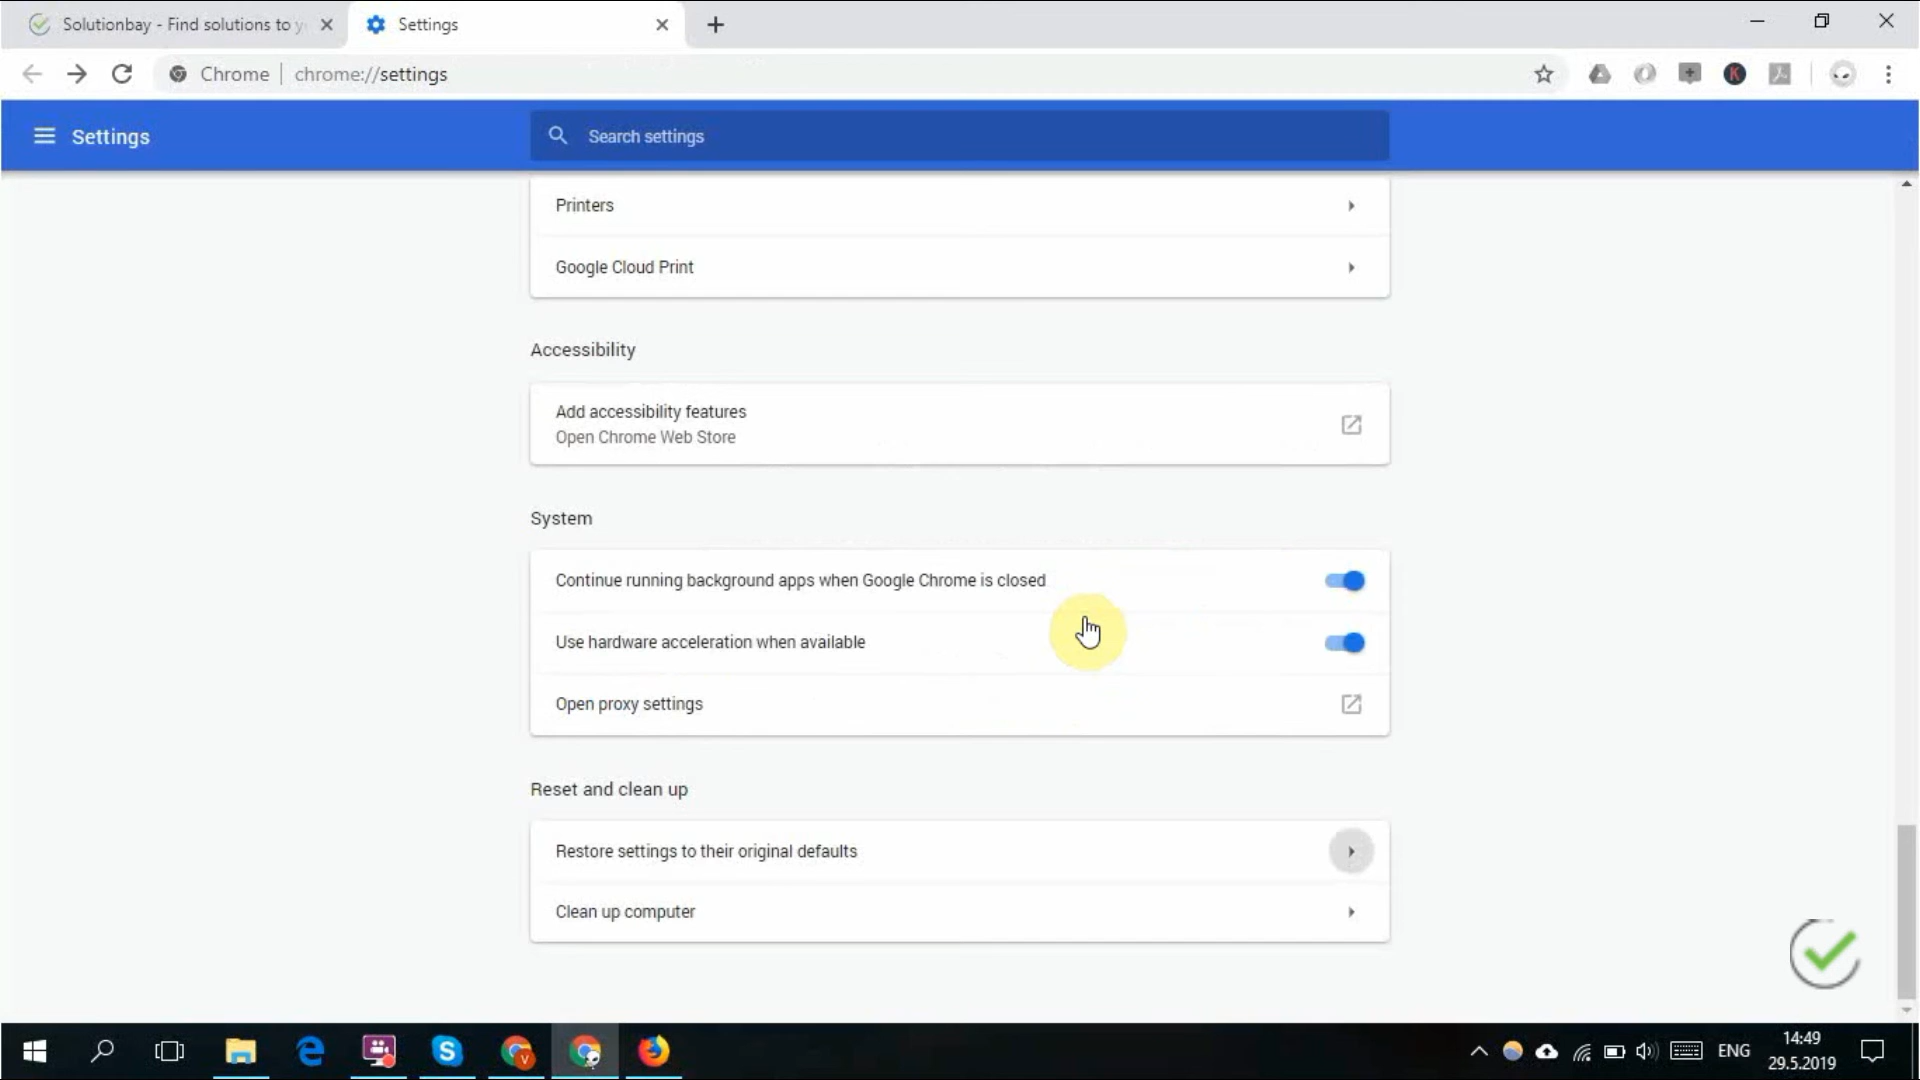 Solutionbay - Find solutions to y
Settings
Chrome
chrome://settings
Settings
Search settings
Printers
Google Cloud Print
Accessibility
Add accessibility features
Open Chrome Web Store
System
Continue running background apps when Google Chrome is closed
Use hardware acceleration when available
Open proxy settings
Reset and clean up
Restore settings to their original defaults
Clean up computer
K
V
S
ENG
14:49
29.5.2019